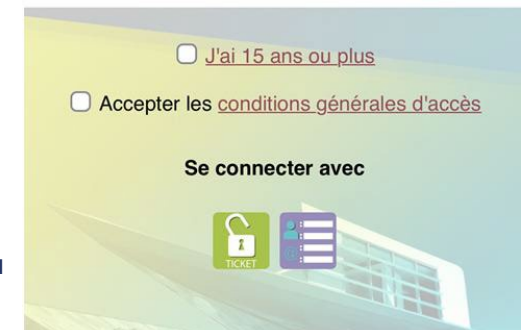 J'ai 15 ans ou plus
Accepter les conditions générales d'accès
Se connecter avec
TICKET